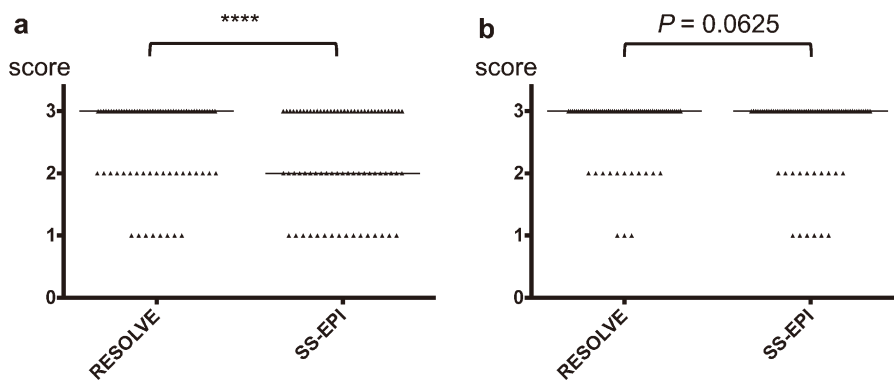 a
****
score
3
2
1
0
RESOLVE
SS-EPI
b
P = 0.0625
score
3
2
1
0
RESOLVE
SS-EPI